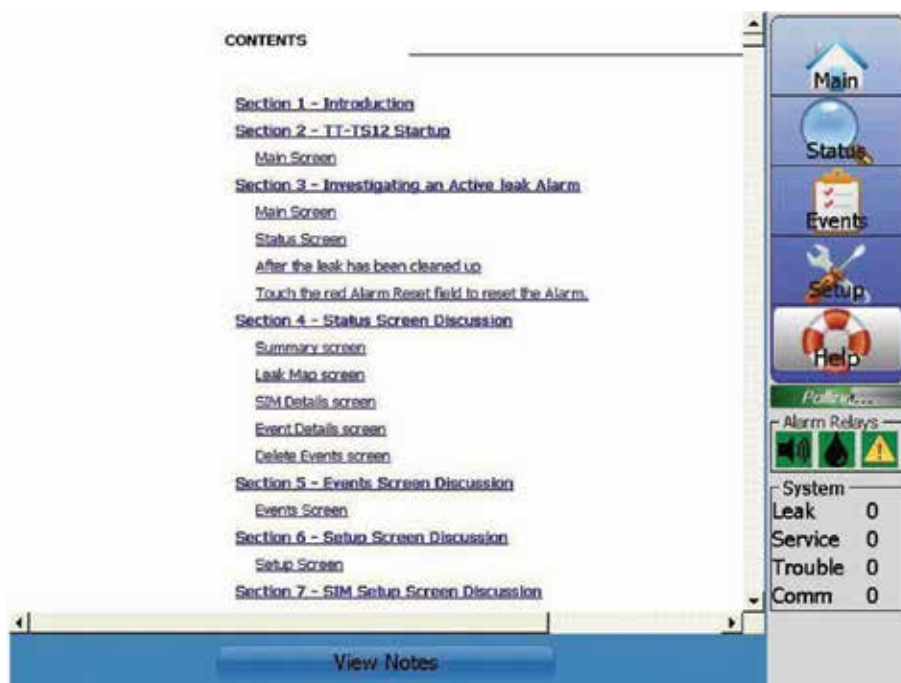 CONTENTS
Section 1 - Introduction
Section 2 - TT-TS12 Startup
Main Screen
Section 3 - Investigating an Active leak Alarm
Main Screen
Status Screen
After the leak has been cleaned up
Touch the red Alarm Reset field to reset the Alarm.
Section 4 - Status Screen Discussion
Summary screen
Leak Map screen
SIM Details screen
Event Details screen
Delete Events screen
Section 5 - Events Screen Discussion
Events Screen
Section 6 - Setup Screen Discussion
Setup Screen
Section 7 - SIM Setup Screen Discussion
View Notes
Main
Status
Events
Setup
Help
Polling...
Alarm Relays
System
Leak 0
Service 0
Trouble 0
Comm 0